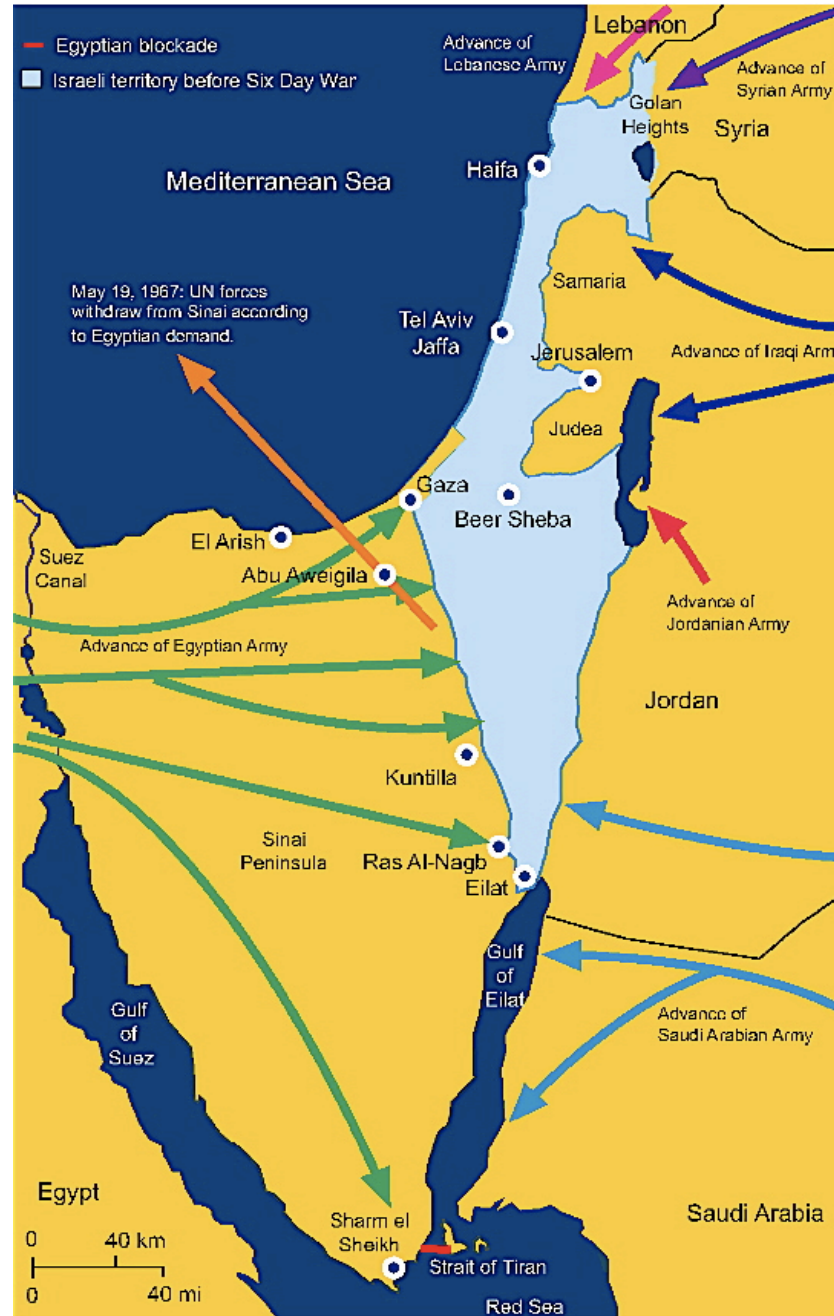 Egyptian blockade
Israeli territory before Six Day War
Advance of
Lebanese Army
Lebanon
Advance of
Syrian Army
Golan
Heights
Syria
Haifa
Mediterranean Sea
Samaria
May 19, 1967: UN forces
withdraw from Sinai according
to Egyptian demand.
Tel Aviv
Jaffa
Jerusalem
Advance of Iraqi Arm
Judea
Gaza
Beer Sheba
El Arish
Suez
Canal
Abu Aweigila
Advance of
Jordanian Army
Advance of Egyptian Army
Jordan
Kuntilla
Sinai
Peninsula
Ras Al-Nagb
Eilat
Gulf
of
Eilat
Gulf
of
Suez
Advance of
Saudi Arabian Army
Egypt
Sharm el
Sheikh
Saudi Arabia
0 40 km
0 40 mi
Strait of Tiran
Red Sea